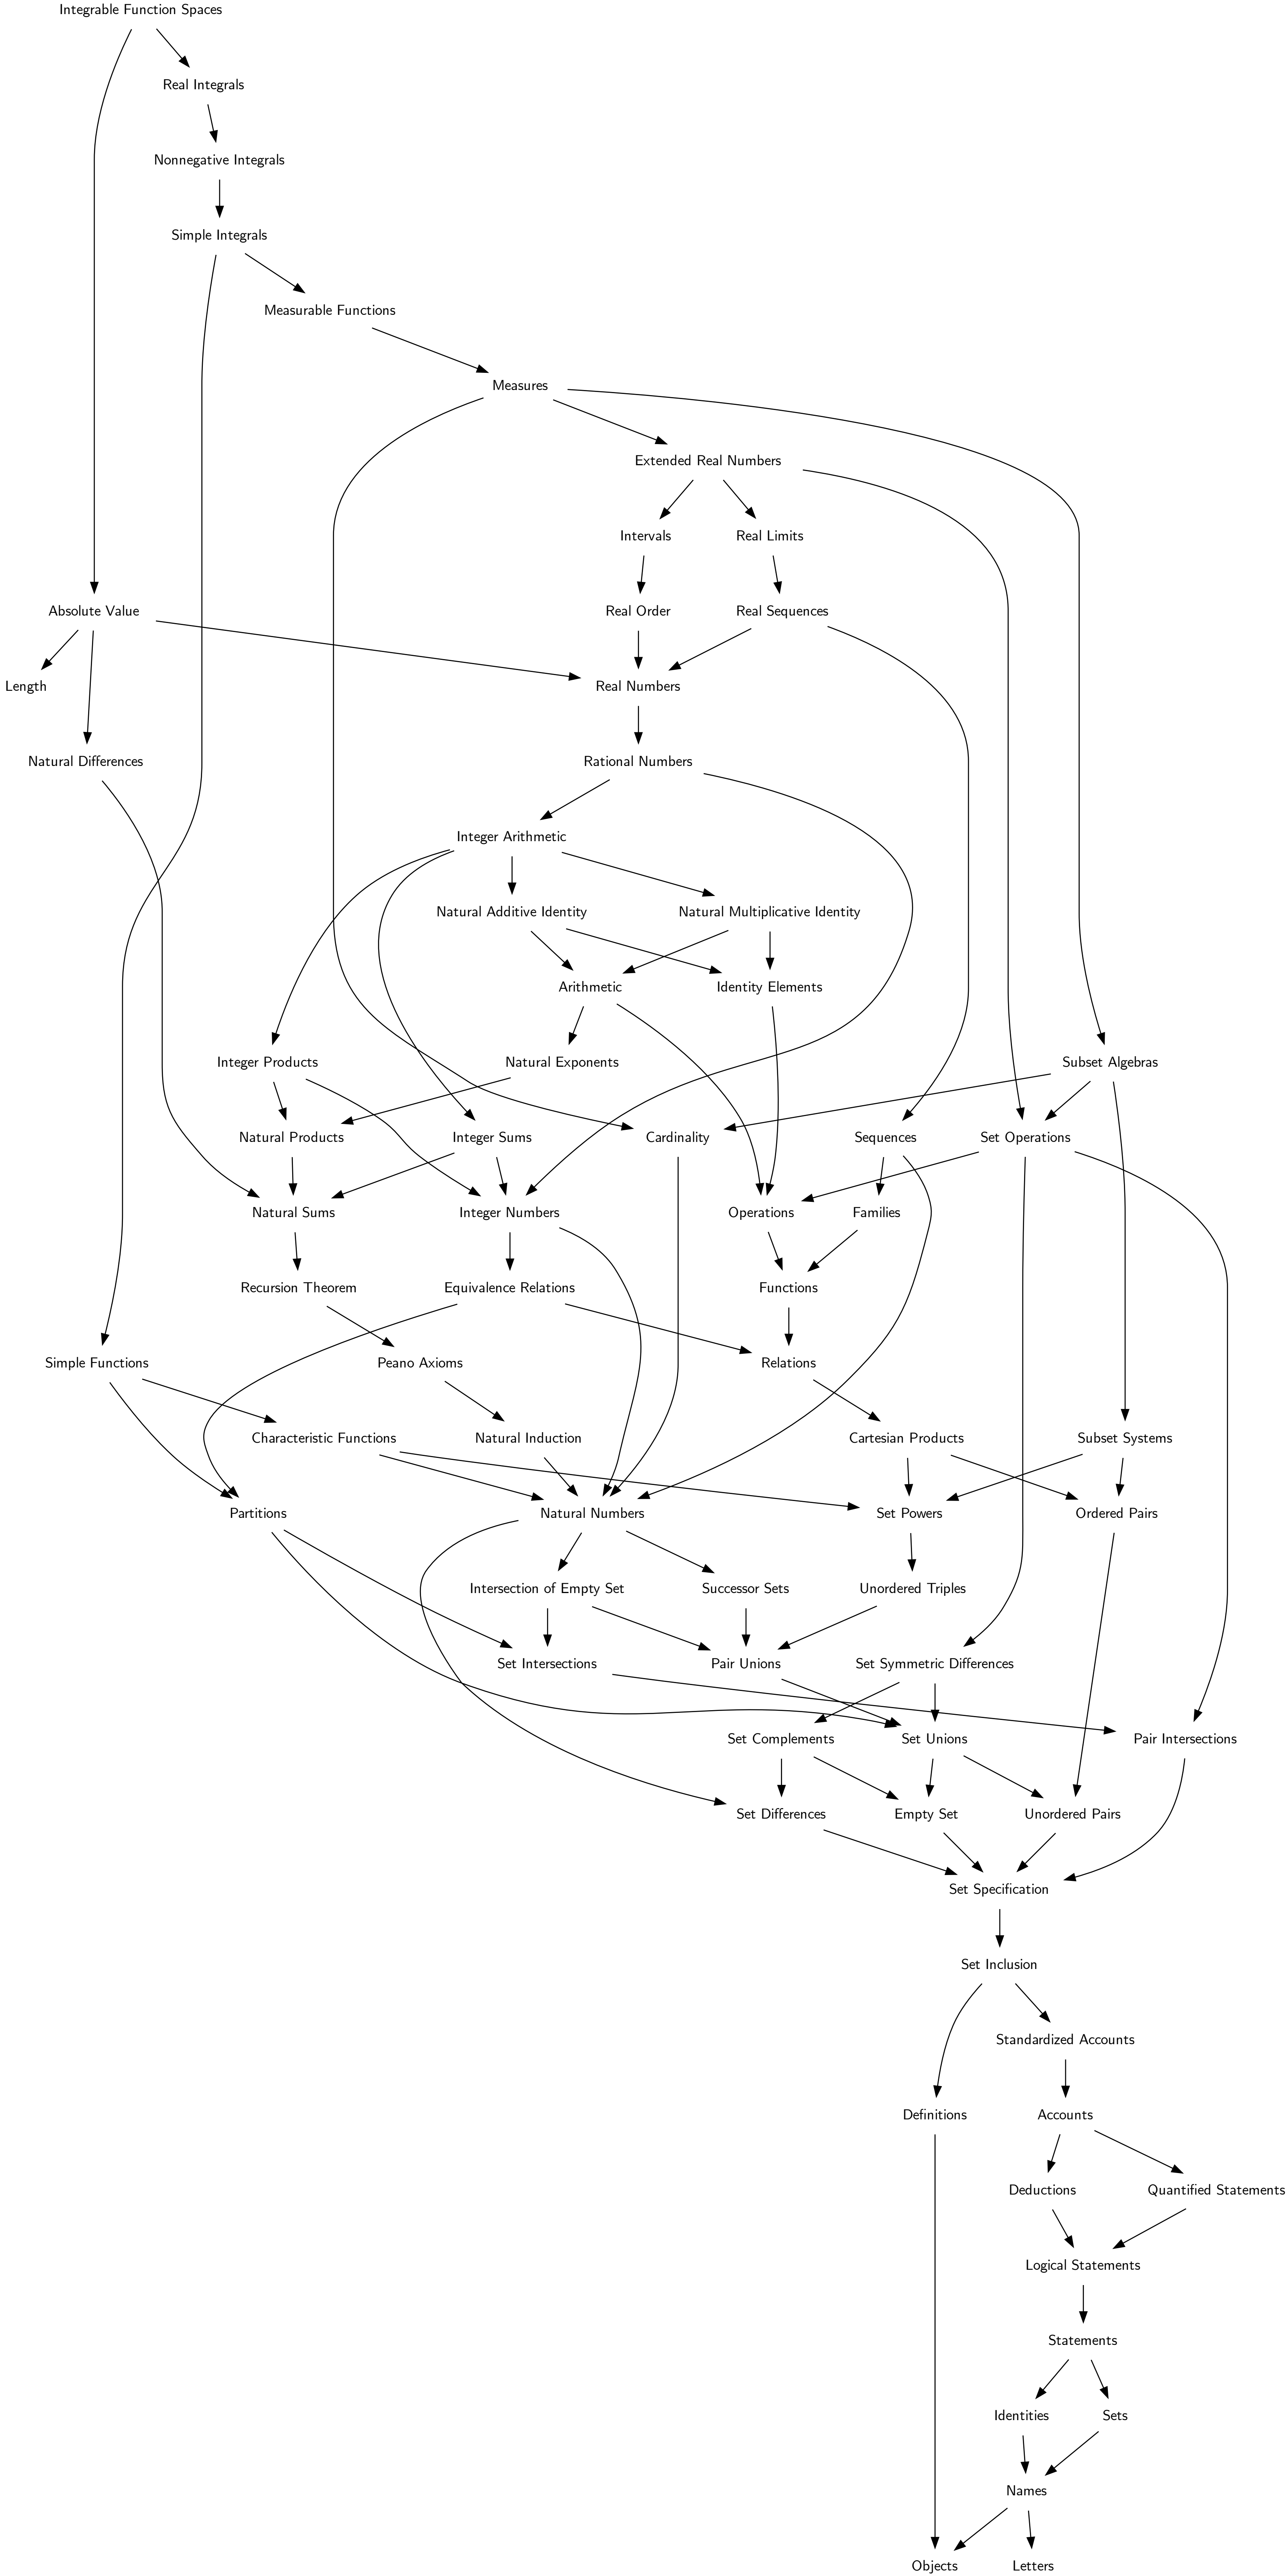 Integrable Function Spaces
Real Integrals
Nonnegative Integrals
Simple Integrals
Measurable Functions
Measures
Extended Real Numbers
Intervals
Real Limits
Absolute Value
Real Order
Real Sequences
Length
Real Numbers
Natural Differences
Rational Numbers
Integer Arithmetic
Natural Additive Identity
Natural Multiplicative Identity
Arithmetic
Identity Elements
Integer Products
Natural Exponents
Subset Algebras
Natural Products
Integer Sums
Cardinality
Sequences
Set Operations
Natural Sums
Integer Numbers
Operations
Families
Recursion Theorem
Equivalence Relations
Functions
Simple Functions
Peano Axioms
Relations
Characteristic Functions
Natural Induction
Cartesian Products
Subset Systems
Partitions
Natural Numbers
Set Powers
Ordered Pairs
Intersection of Empty Set
Successor Sets
Unordered Triples
Set Intersections
Pair Unions
Set Symmetric Differences
Set Complements
Set Unions
Pair Intersections
Set Differences
Empty Set
Unordered Pairs
Set Specification
Set Inclusion
Standardized Accounts
Definitions
Accounts
Deductions
Quantified Statements
Logical Statements
Statements
Identities
Sets
Names
Objects
Letters